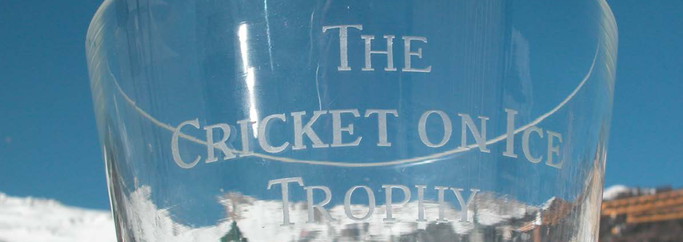 The
Cricket on Ice
Trophy